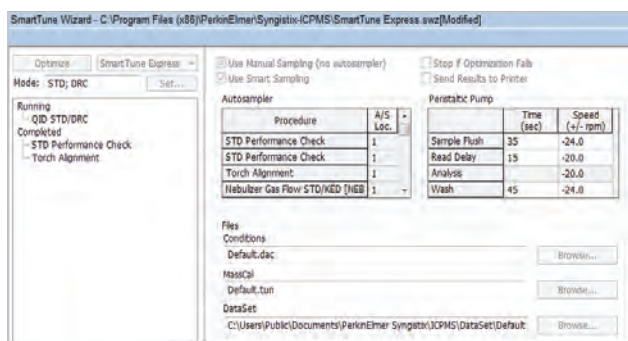 SmartTune Wizard - C:\Program Files (x86)\PerkinElmer\Syngistix-ICPMS\SmartTune Express.swz[Modified]
Optimize SmartTune Express
Mode: STD; DRC Set...
Running
QID STD/DRC
Completed
STD Performance Check
Torch Alignment
Use Manual Sampling (no autosampler)
Use Smart Sampling
Stop if Optimization Fails
Send Results to Printer
Autosampler
Procedure A/S Loc.
STD Performance Check 1
STD Performance Check 1
Torch Alignment 1
Nebulizer Gas Flow STD/KED [NEB 1
Peristaltic Pump
Time (sec) Speed (+/- rpm)
Sample Flush 35 -24.0
Read Delay 15 -20.0
Analysis -20.0
Wash 45 -24.0
Files
Conditions
Default.dac Browse...
MassCal
Default.tun Browse...
DataSet
C:\Users\Public\Documents\PerkinElmer Syngistix\ICPMS\DataSet\Default Browse...